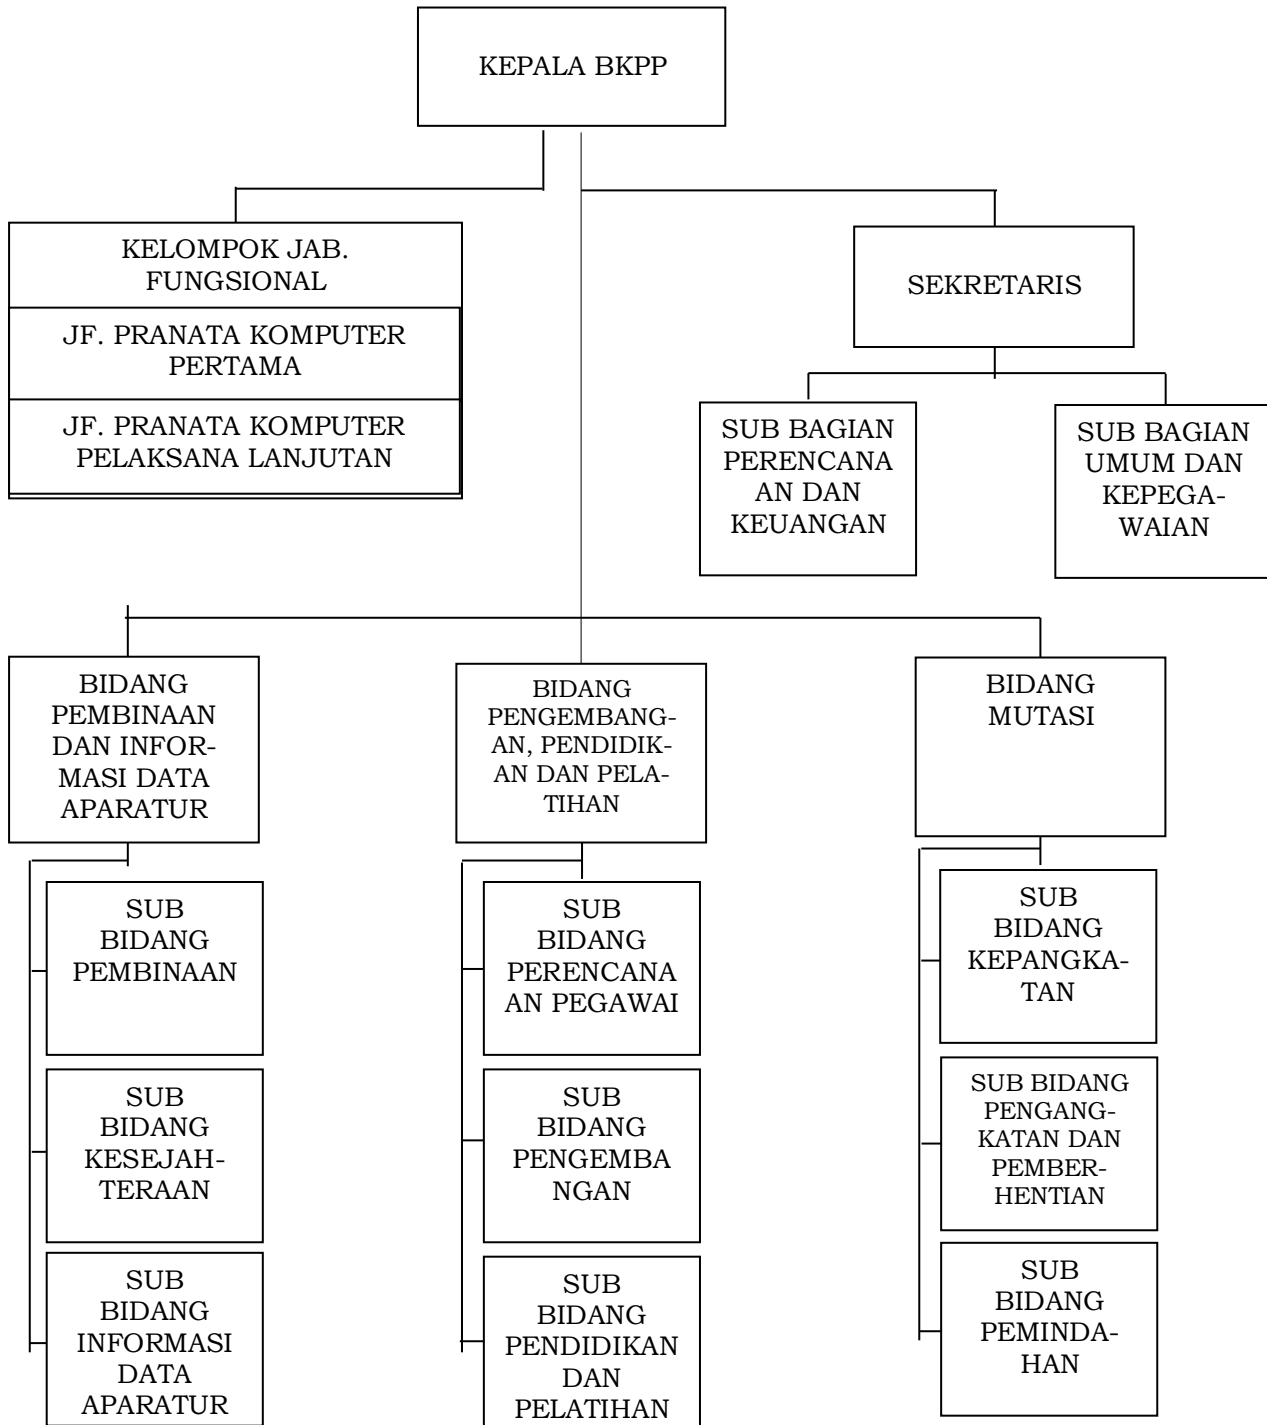 KEPALA BKPP
KELOMPOK JAB.
FUNGSIONAL
JF. PRANATA KOMPUTER
PERTAMA
JF. PRANATA KOMPUTER
PELAKSANA LANJUTAN
SEKRETARIS
SUB BAGIAN
PERENCANA
AN DAN
KEUANGAN
SUB BAGIAN
UMUM DAN
KEPEGA-
WAIAN
BIDANG
PEMBINAAN
DAN INFOR-
MASI DATA
APARATUR
BIDANG
PENGEMBANG-
AN, PENDIDIK-
AN DAN PELA-
TIHAN
BIDANG
MUTASI
SUB
BIDANG
PEMBINAAN
SUB
BIDANG
KESEJAH-
TERAAN
SUB
BIDANG
INFORMASI
DATA
APARATUR
SUB
BIDANG
PERENCANA
AN PEGAWAI
SUB
BIDANG
PENGEMBA
NGAN
SUB
BIDANG
PENDIDIKAN
DAN
PELATIHAN
SUB
BIDANG
KEPANGKA-
TAN
SUB BIDANG
PENGANG-
KATAN DAN
PEMBER-
HENTIAN
SUB
BIDANG
PEMINDA-
HAN